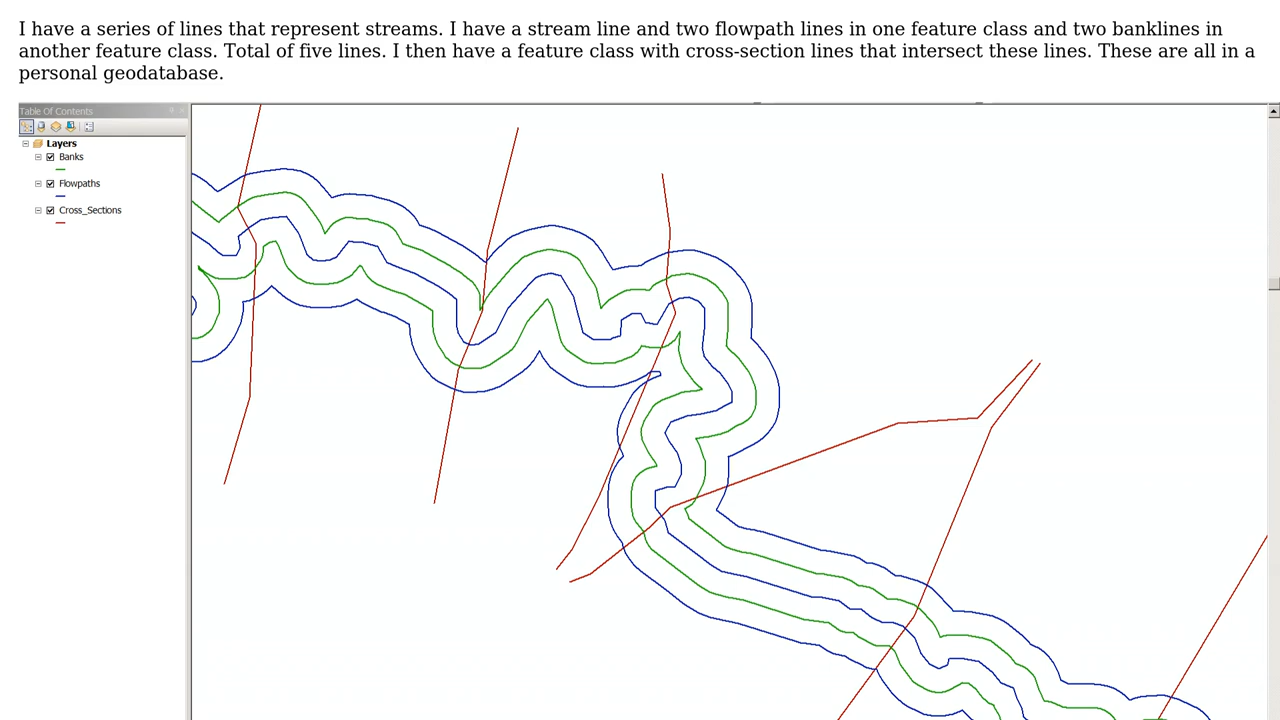 I have a series of lines that represent streams. I have a stream line and two flowpath lines in one feature class and two banklines in
another feature class. Total of five lines. I then have a feature class with cross-section lines that intersect these lines. These are all in a
personal geodatabase.
Table Of Contents
Layers
Banks
Flowpaths
Cross_Sections